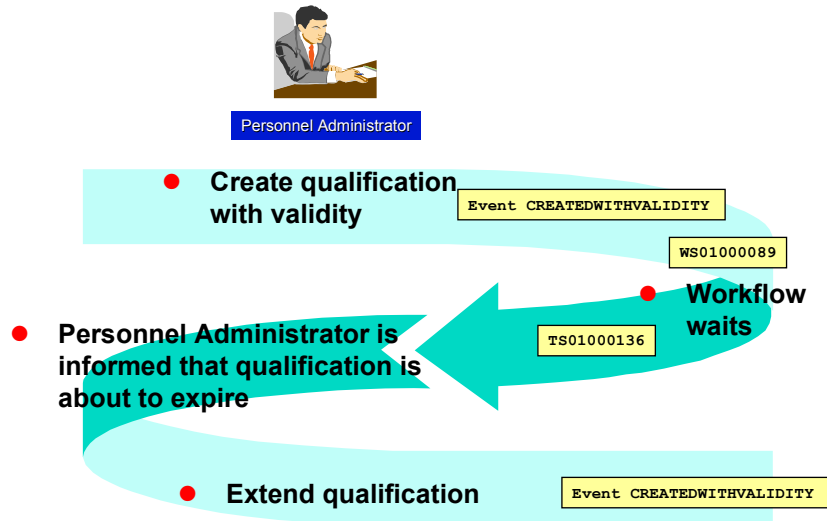 Personnel Administrator
Create qualification
with validity
Event CREATEDWITHVALIDITY
WS01000089
Workflow
waits
TS01000136
Personnel Administrator is
informed that qualification is
about to expire
Extend qualification
Event CREATEDWITHVALIDITY